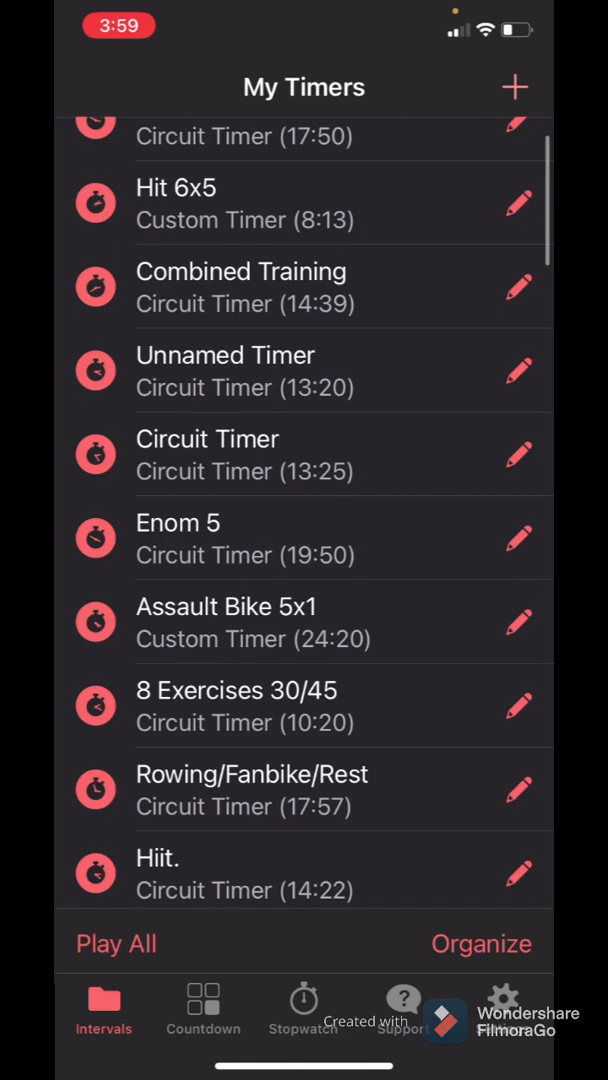 3:59
My Timers
Circuit Timer (17:50)
Hit 6x5
Custom Timer (8:13)
Combined Training
Circuit Timer (14:39)
Unnamed Timer
Circuit Timer (13:20)
Circuit Timer
Circuit Timer (13:25)
Enom 5
Circuit Timer (19:50)
Assault Bike 5x1
Custom Timer (24:20)
8 Exercises 30/45
Circuit Timer (10:20)
Rowing/Fanbike/Rest
Circuit Timer (17:57)
Hiit.
Circuit Timer (14:22)
Play All
Organize
Intervals
Countdown
Stopwatch
Support
Created with
Wondershare
FilmoraGo